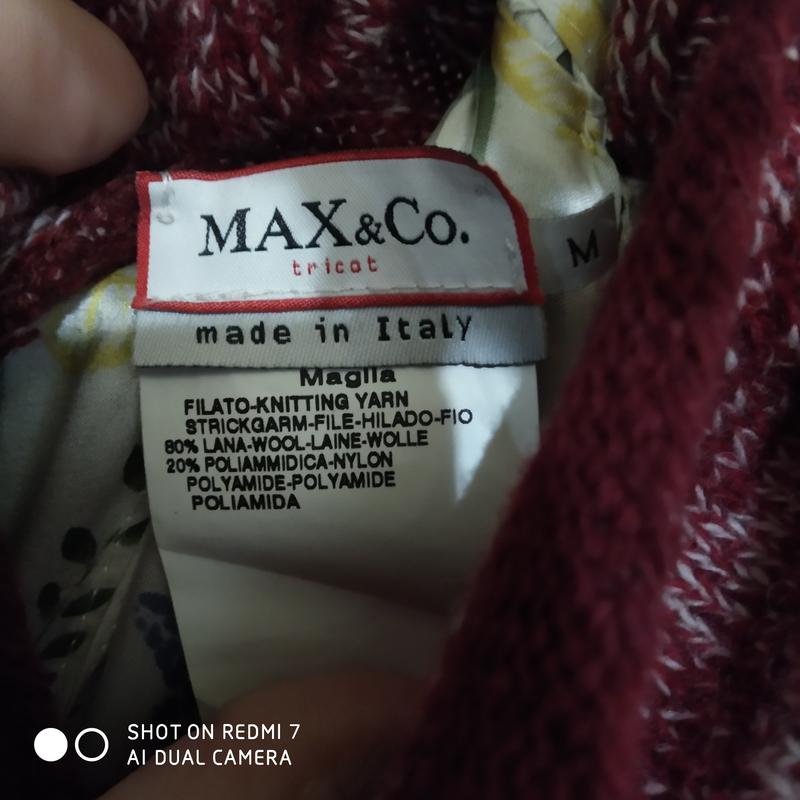 MAX&Co.
tricot
M
made in Italy
Maglia
FILATO-KNITTING YARN
STRICKGARM-FILE-HILADO-FIO
80% LANA-WOOL-LAINE-WOLLE
20% POLIAMMIDICA-NYLON
POLYAMIDE-POLYAMIDE
POLIAMIDA
SHOT ON REDMI 7
AI DUAL CAMERA